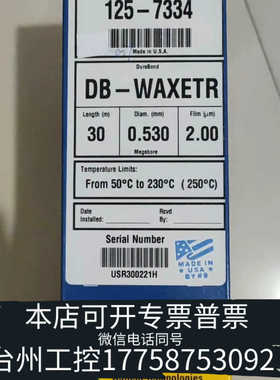 125-7334
Made in U.S.A.
DuraBond
DB-WAXETR
Length (m) Diam. (mm) Film (µm)
30 0.530 2.00
Megabore
Temperature Limits:
From 50°C to 230°C (250°C)
Date Installed: Rcvd By:
Serial Number
USR300221H
MADE IN
USA
本店可开专票普票
微信电话同号
台州工控17758753092
Technologies